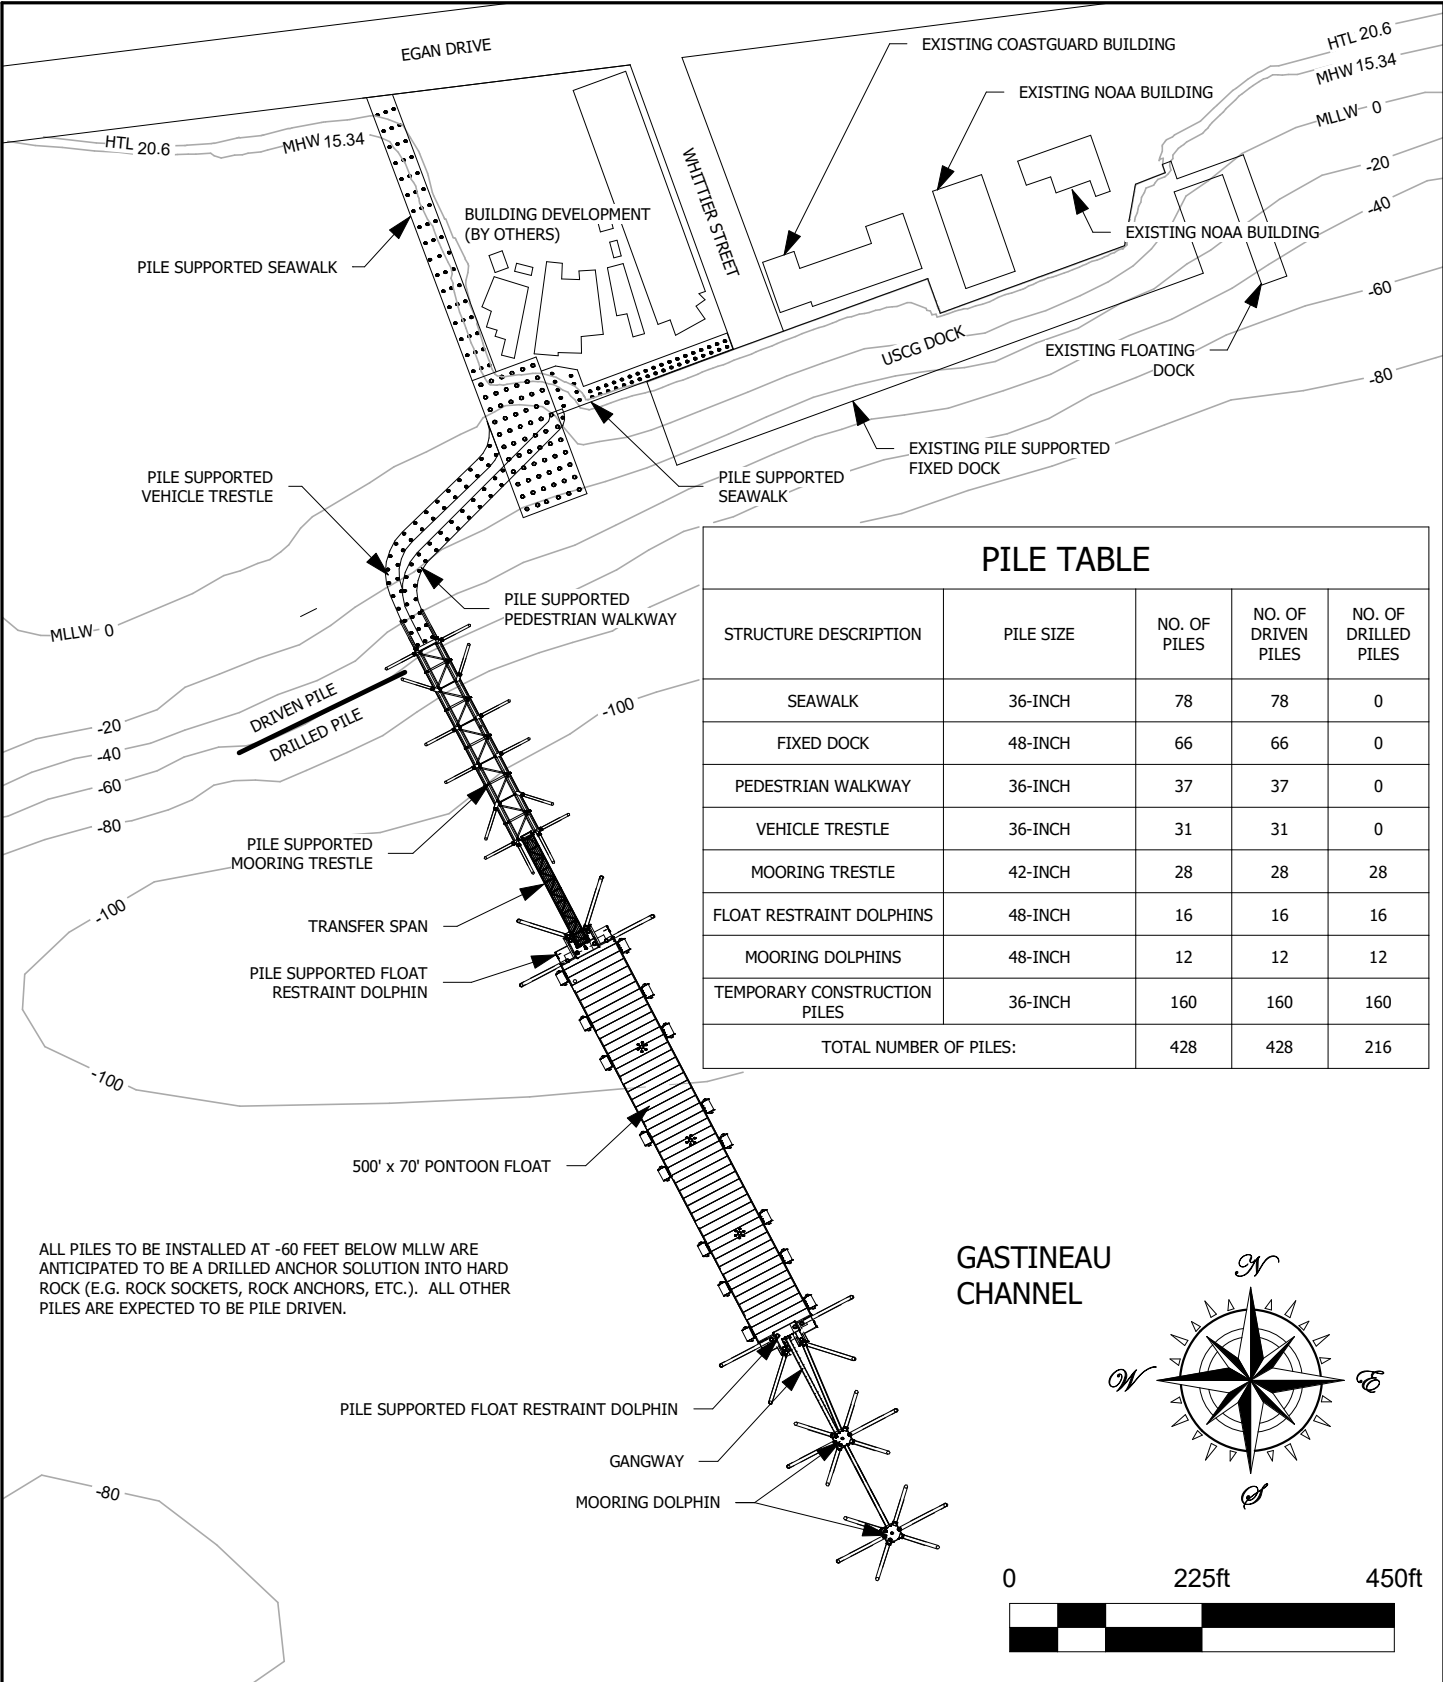 EGAN DRIVE
EXISTING COASTGUARD BUILDING
HTL 20.6
MHW 15.34
EXISTING NOAA BUILDING
MLLW 0
HTL 20.6
MHW 15.34
-20
WHITTIER STREET
-40
BUILDING DEVELOPMENT
(BY OTHERS)
EXISTING NOAA BUILDING
PILE SUPPORTED SEAWALK
-60
USCG DOCK
EXISTING FLOATING
DOCK
-80
EXISTING PILE SUPPORTED
FIXED DOCK
PILE SUPPORTED
VEHICLE TRESTLE
PILE SUPPORTED
SEAWALK
PILE SUPPORTED
PEDESTRIAN WALKWAY
MLLW 0
DRIVEN PILE
DRILLED PILE
-20
-40
-60
-80
-100
PILE TABLE
STRUCTURE DESCRIPTION
PILE SIZE
NO. OF
PILES
NO. OF
DRIVEN
PILES
NO. OF
DRILLED
PILES
SEAWALK 36-INCH 78 78 0
FIXED DOCK 48-INCH 66 66 0
PEDESTRIAN WALKWAY 36-INCH 37 37 0
VEHICLE TRESTLE 36-INCH 31 31 0
MOORING TRESTLE 42-INCH 28 28 28
FLOAT RESTRAINT DOLPHINS 48-INCH 16 16 16
MOORING DOLPHINS 48-INCH 12 12 12
TEMPORARY CONSTRUCTION
PILES 36-INCH 160 160 160
TOTAL NUMBER OF PILES: 428 428 216
PILE SUPPORTED
MOORING TRESTLE
-100
TRANSFER SPAN
PILE SUPPORTED FLOAT
RESTRAINT DOLPHIN
-100
500' x 70' PONTOON FLOAT
ALL PILES TO BE INSTALLED AT -60 FEET BELOW MLLW ARE
ANTICIPATED TO BE A DRILLED ANCHOR SOLUTION INTO HARD
ROCK (E.G. ROCK SOCKETS, ROCK ANCHORS, ETC.). ALL OTHER
PILES ARE EXPECTED TO BE PILE DRIVEN.
GASTINEAU
CHANNEL
N
W
E
S
PILE SUPPORTED FLOAT RESTRAINT DOLPHIN
GANGWAY
MOORING DOLPHIN
-80
0 225ft 450ft